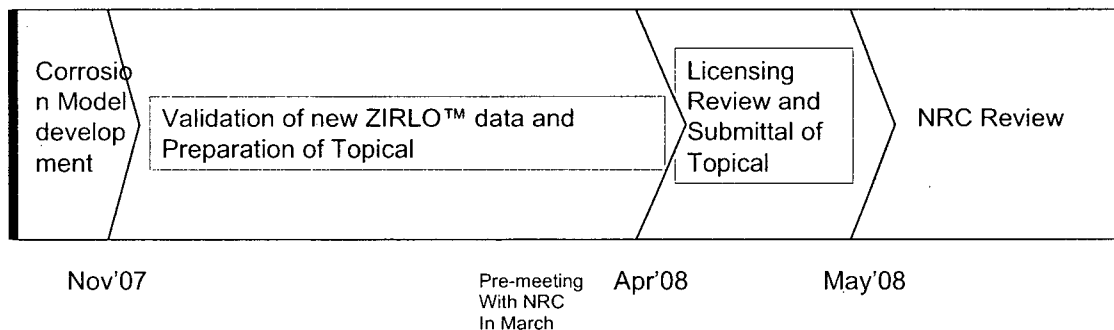 Corrosio
n Model
develop
ment
Validation of new ZIRLO™ data and
Preparation of Topical
Licensing
Review and
Submittal of
Topical
NRC Review
Nov'07
Pre-meeting
With NRC
In March
Apr'08
May'08